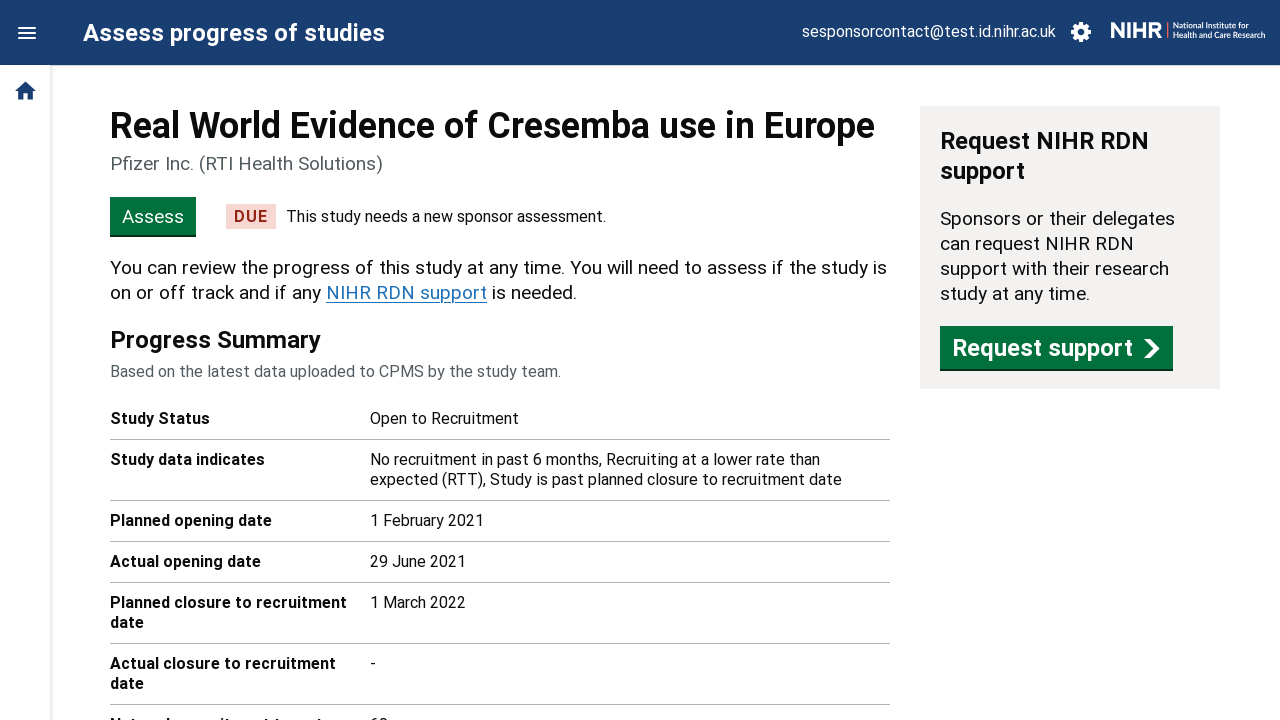 Assess progress of studies
sesponsorcontact@test.id.nihr.ac.uk
NIHR | National Institute for
Health and Care Research
Real World Evidence of Cresemba use in Europe
Pfizer Inc. (RTI Health Solutions)
Assess
DUE
This study needs a new sponsor assessment.
You can review the progress of this study at any time. You will need to assess if the study is
on or off track and if any NIHR RDN support is needed.
Progress Summary
Based on the latest data uploaded to CPMS by the study team.
Study Status
Open to Recruitment
Study data indicates
No recruitment in past 6 months, Recruiting at a lower rate than
expected (RTT), Study is past planned closure to recruitment date
Planned opening date
1 February 2021
Actual opening date
29 June 2021
Planned closure to recruitment
date
1 March 2022
Actual closure to recruitment
date
-
Request NIHR RDN
support
Sponsors or their delegates
can request NIHR RDN
support with their research
study at any time.
Request support